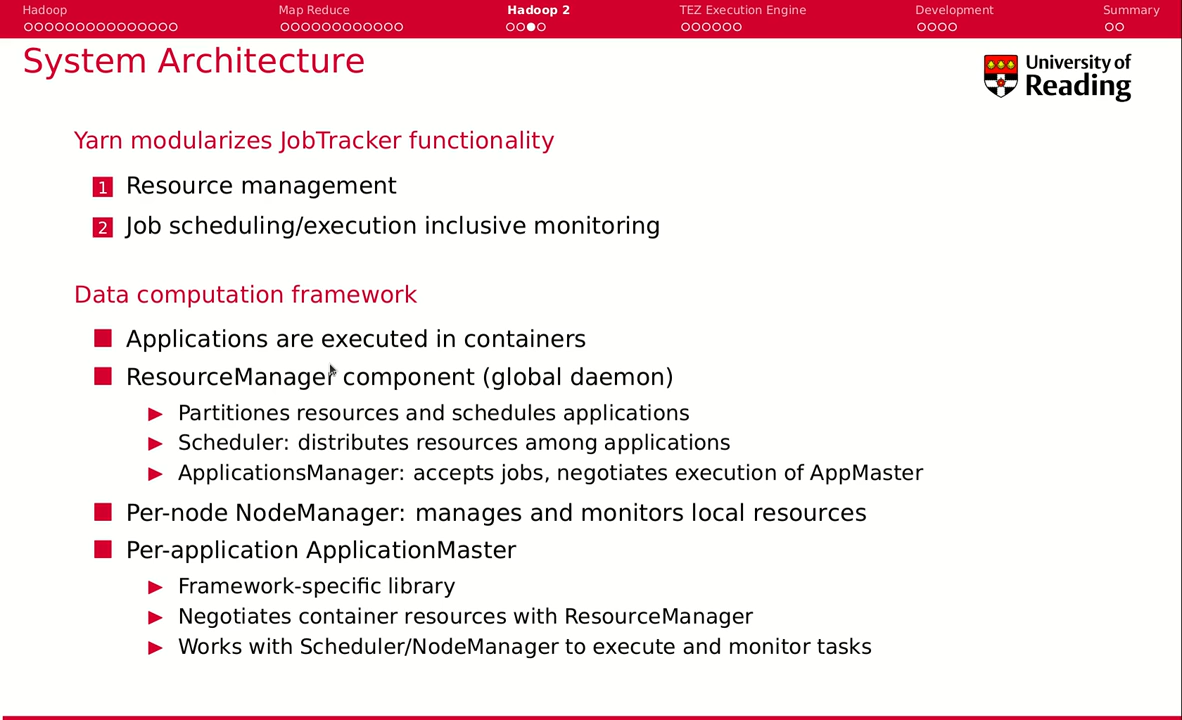 Hadoop Map Reduce Hadoop 2 TEZ Execution Engine Development Summary
System Architecture
University of
Reading
Yarn modularizes JobTracker functionality
1 Resource management
2 Job scheduling/execution inclusive monitoring
Data computation framework
Applications are executed in containers
ResourceManager component (global daemon)
Partitiones resources and schedules applications
Scheduler: distributes resources among applications
ApplicationsManager: accepts jobs, negotiates execution of AppMaster
Per-node NodeManager: manages and monitors local resources
Per-application ApplicationMaster
Framework-specific library
Negotiates container resources with ResourceManager
Works with Scheduler/NodeManager to execute and monitor tasks